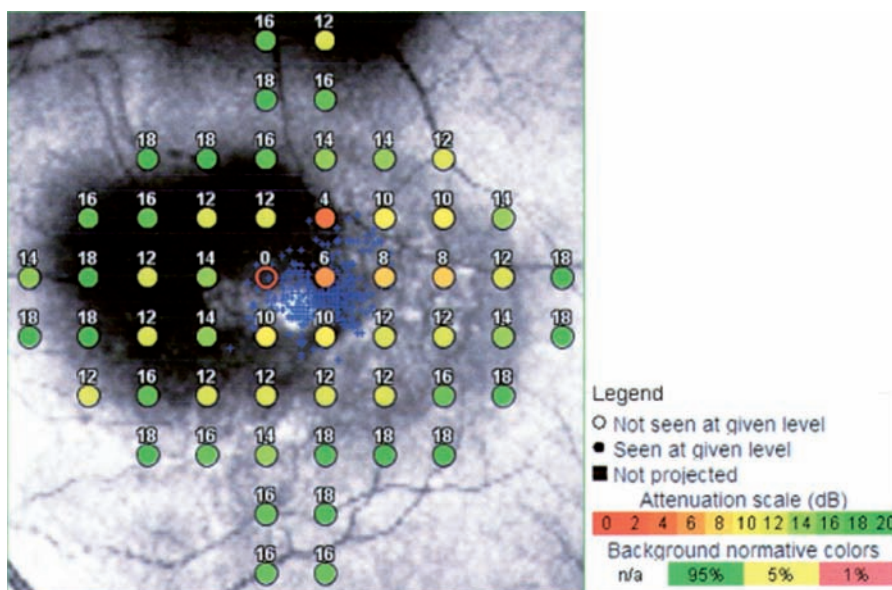 16 12
18 16
18 18 16 14 14 12
16 16 12 12 4 10 10 14
14 18 12 14 0 6 8 8 12 18
18 18 12 14 10 10 12 12 14 18
12 16 12 12 12 12 16 18
18 16 14 18 18 18
16 18
16 16
Legend
Not seen at given level
Seen at given level
Not projected
Attenuation scale (dB)
0 2 4 6 8 10 12 14 16 18 20
Background normative colors
n/a 95% 5% 1%